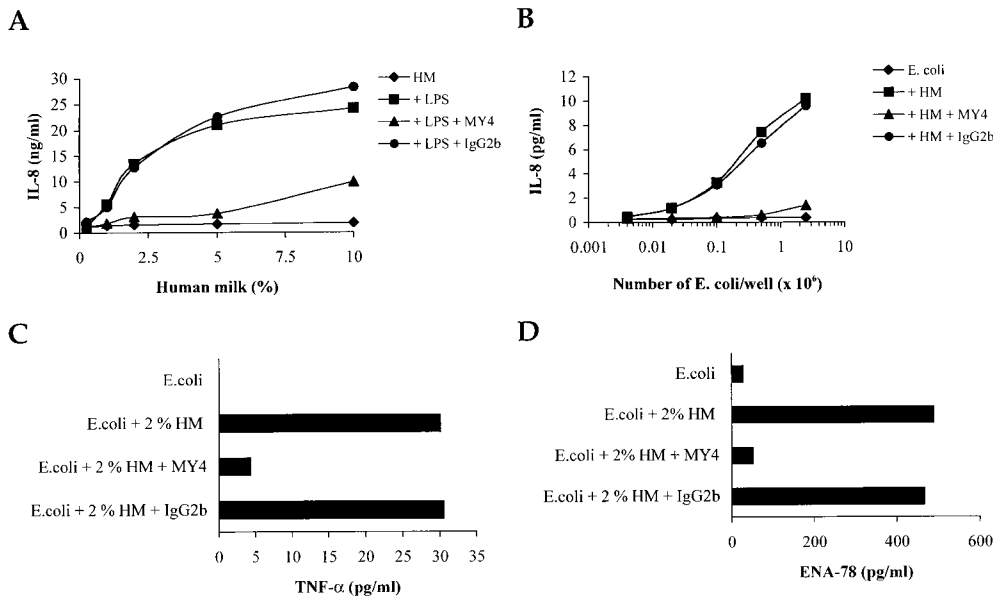 A
IL-8 (ng/ml)
30
25
20
15
10
5
0
0
2.5
5
7.5
10
Human milk (%)
HM
+ LPS
+ LPS + MY4
+ LPS + IgG2b
B
IL-8 (pg/ml)
12
10
8
6
4
2
0
0.001
0.01
0.1
1
10
Number of E. coli/well (x 10⁶)
E. coli
+ HM
+ HM + MY4
+ HM + IgG2b
C
E.coli
E.coli + 2 % HM
E.coli + 2 % HM + MY4
E.coli + 2 % HM + IgG2b
0
5
10
15
20
25
30
35
TNF-α (pg/ml)
D
E.coli
E.coli + 2% HM
E.coli + 2% HM + MY4
E.coli + 2 % HM + IgG2b
0
200
400
600
ENA-78 (pg/ml)